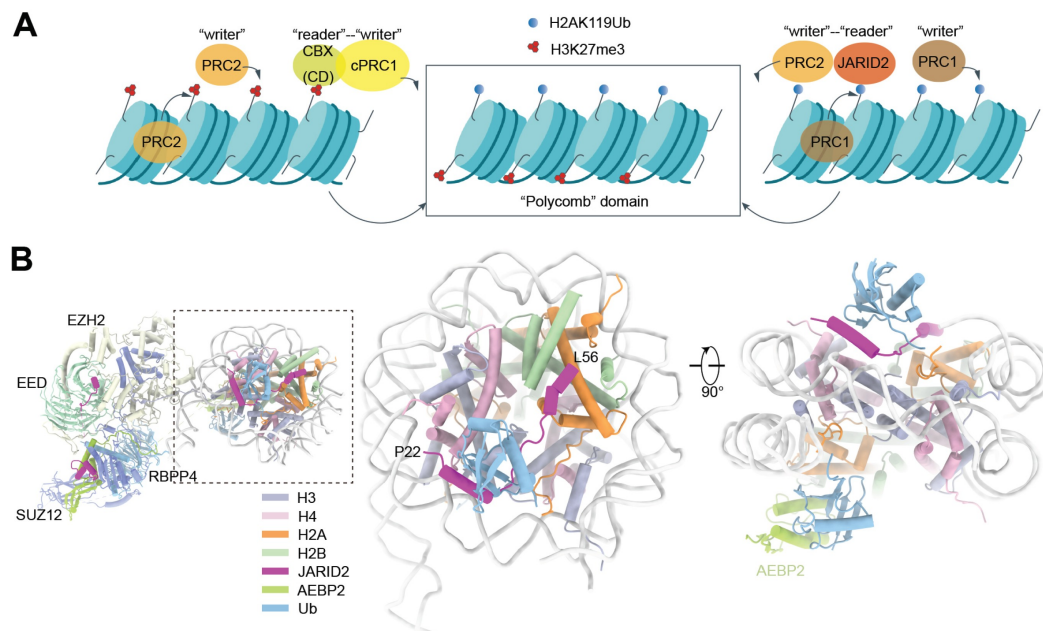 A
"writer"
PRC2
"reader"--"writer"
CBX
(CD)
cPRC1
PRC2
H2AK119Ub
H3K27me3
"Polycomb" domain
"writer"--"reader"
PRC2
JARID2
"writer"
PRC1
PRC1
B
EZH2
EED
RBPP4
SUZ12
H3
H4
H2A
H2B
JARID2
AEBP2
Ub
L56
P22
90°
AEBP2